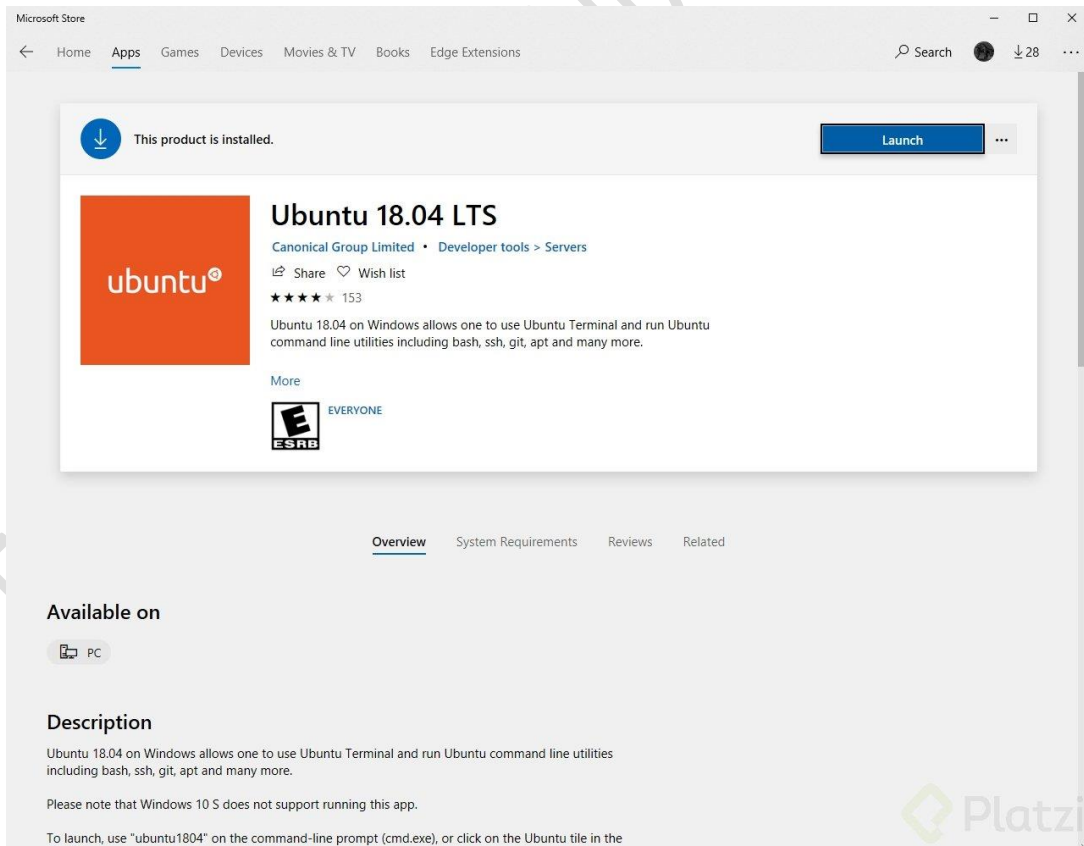 Microsoft Store
Home Apps Games Devices Movies & TV Books Edge Extensions Search 28
This product is installed. Launch
ubuntu
Ubuntu 18.04 LTS
Canonical Group Limited • Developer tools > Servers
Share Wish list
153
Ubuntu 18.04 on Windows allows one to use Ubuntu Terminal and run Ubuntu
command line utilities including bash, ssh, git, apt and many more.
More
E EVERYONE
ESRB
Overview System Requirements Reviews Related
Available on
PC
Description
Ubuntu 18.04 on Windows allows one to use Ubuntu Terminal and run Ubuntu command line utilities
including bash, ssh, git, apt and many more.
Please note that Windows 10 S does not support running this app.
To launch, use "ubuntu1804" on the command-line prompt (cmd.exe), or click on the Ubuntu tile in the
Platzi